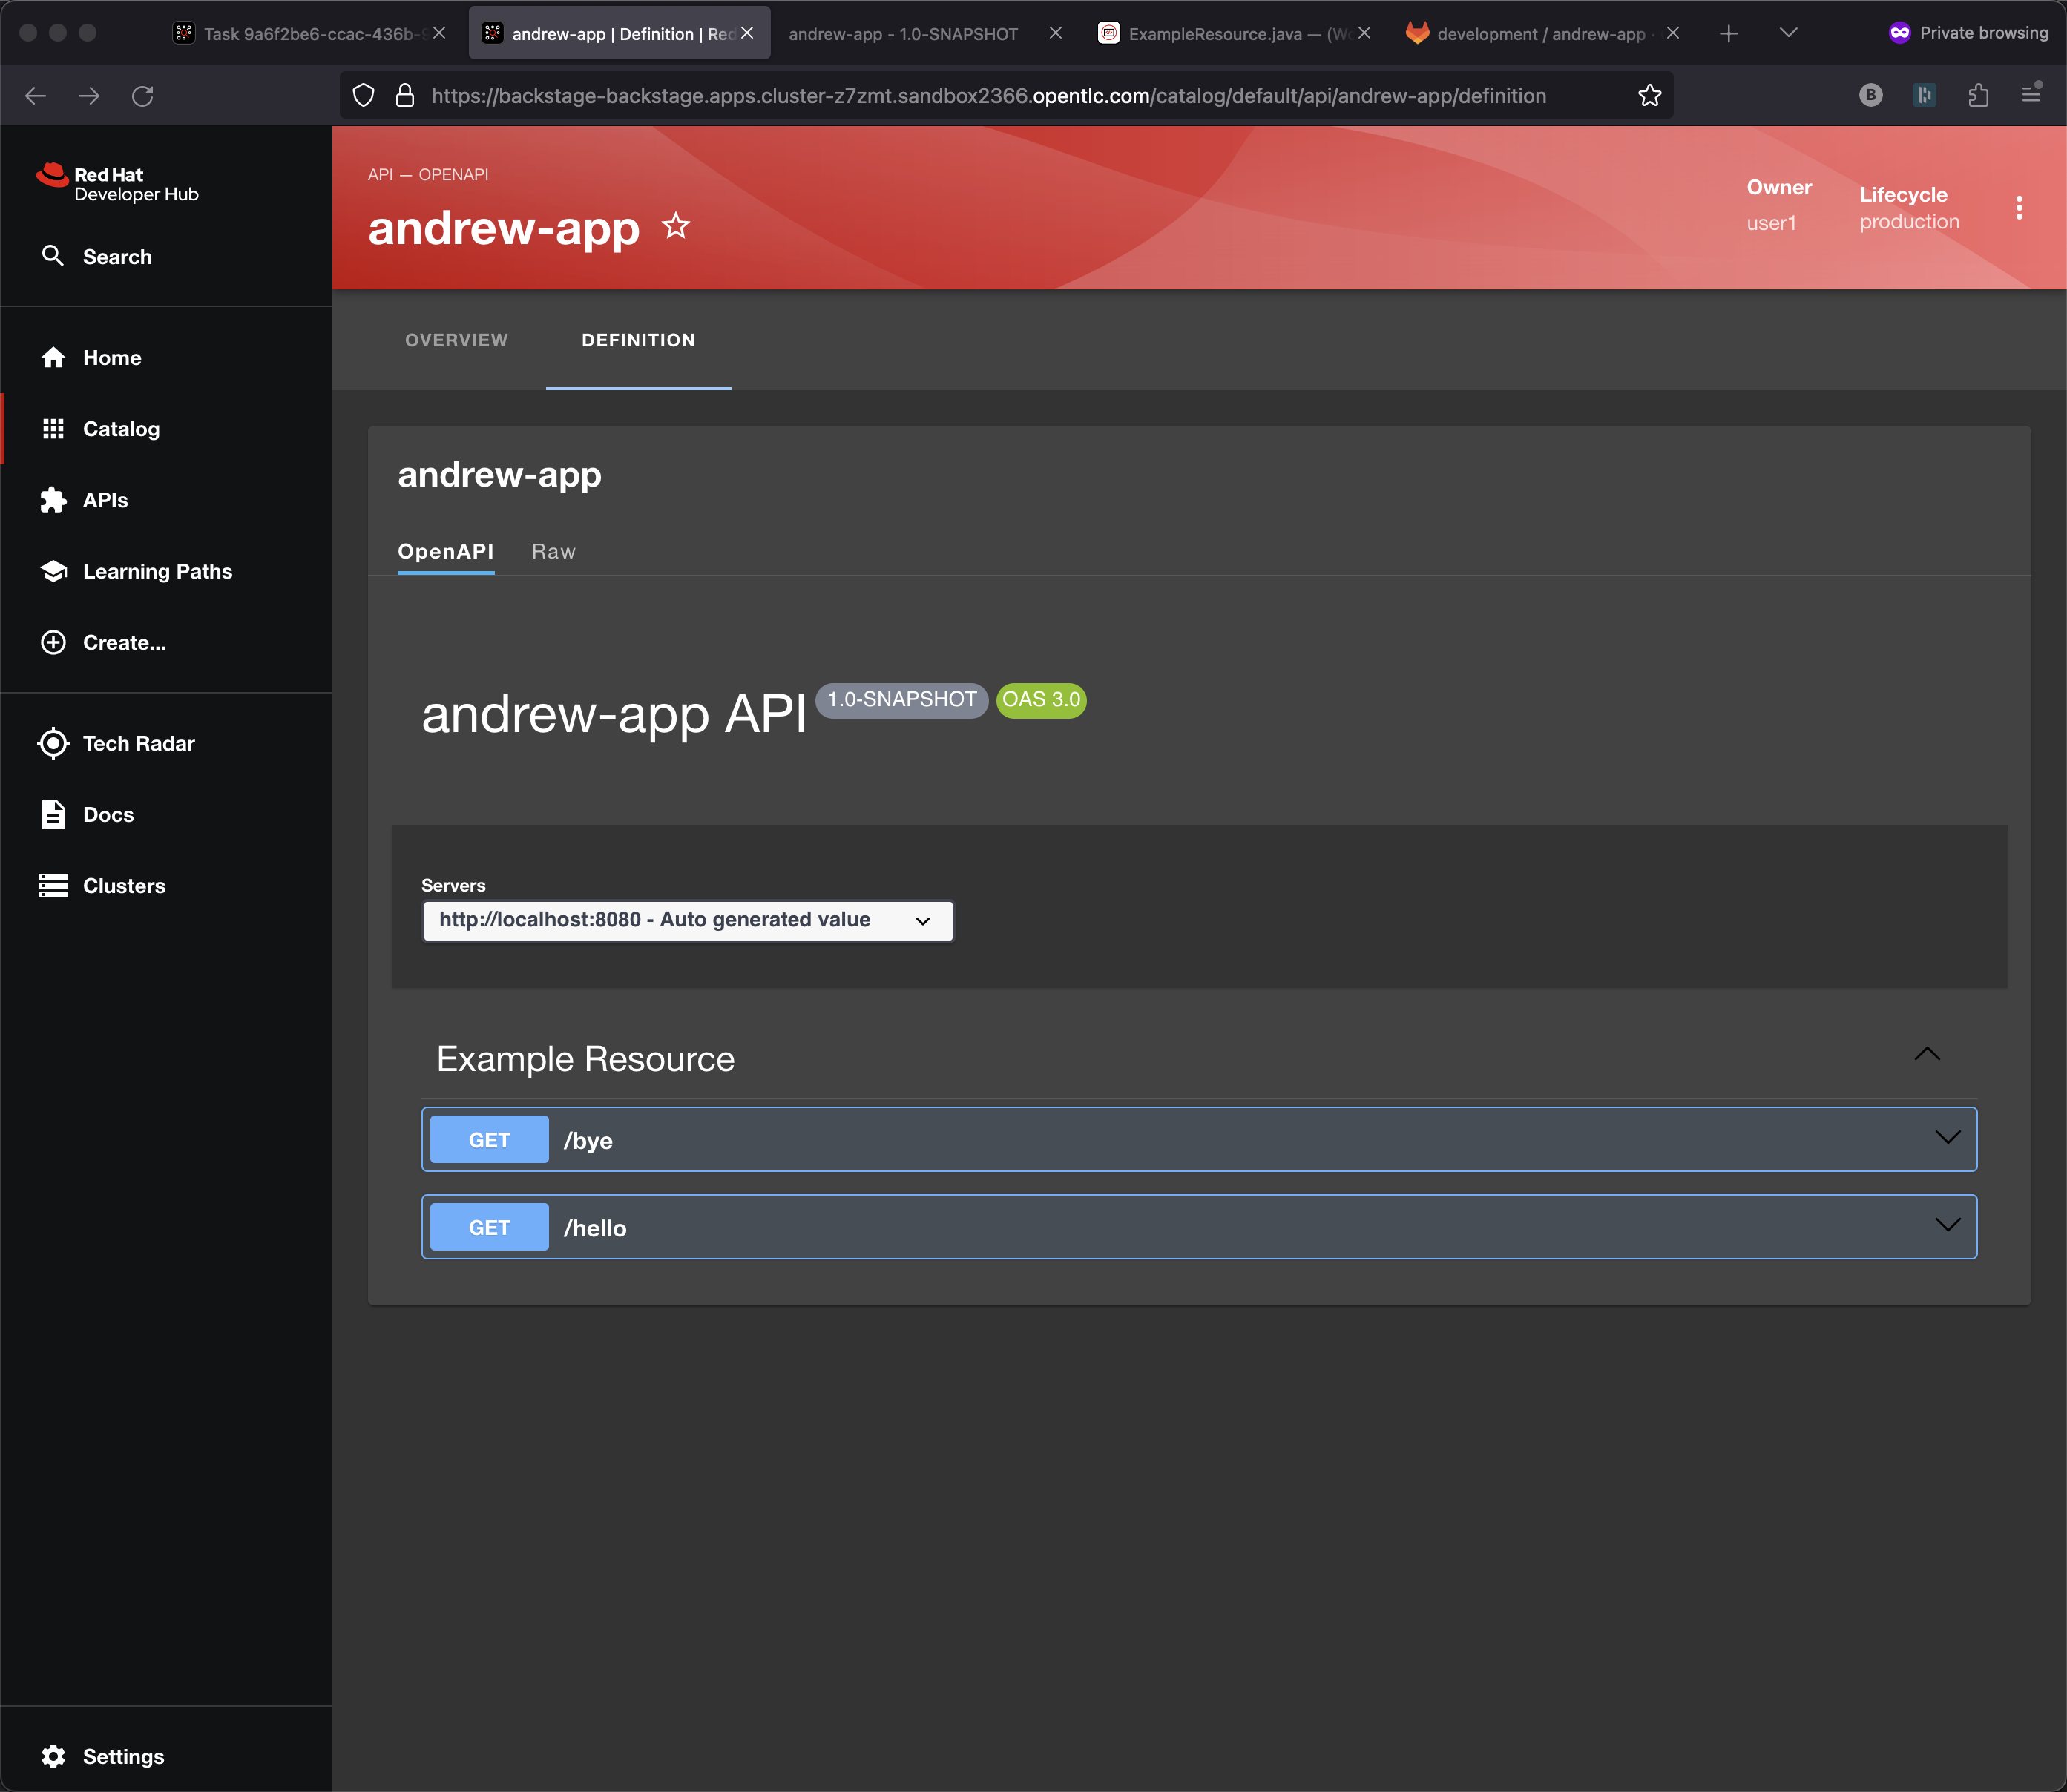 Task 9a6f2be6-ccac-436b-9
andrew-app | Definition | Red
andrew-app - 1.0-SNAPSHOT
ExampleResource.java — (Wo
development / andrew-app ·
Private browsing
https://backstage-backstage.apps.cluster-z7zmt.sandbox2366.opentlc.com/catalog/default/api/andrew-app/definition
B
Red Hat
Developer Hub
Search
Home
Catalog
APIs
Learning Paths
Create...
Tech Radar
Docs
Clusters
Settings
API — OPENAPI
andrew-app
Owner
user1
Lifecycle
production
OVERVIEW
DEFINITION
andrew-app
OpenAPI
Raw
andrew-app API 1.0-SNAPSHOT OAS 3.0
Servers
http://localhost:8080 - Auto generated value
Example Resource
GET /bye
GET /hello